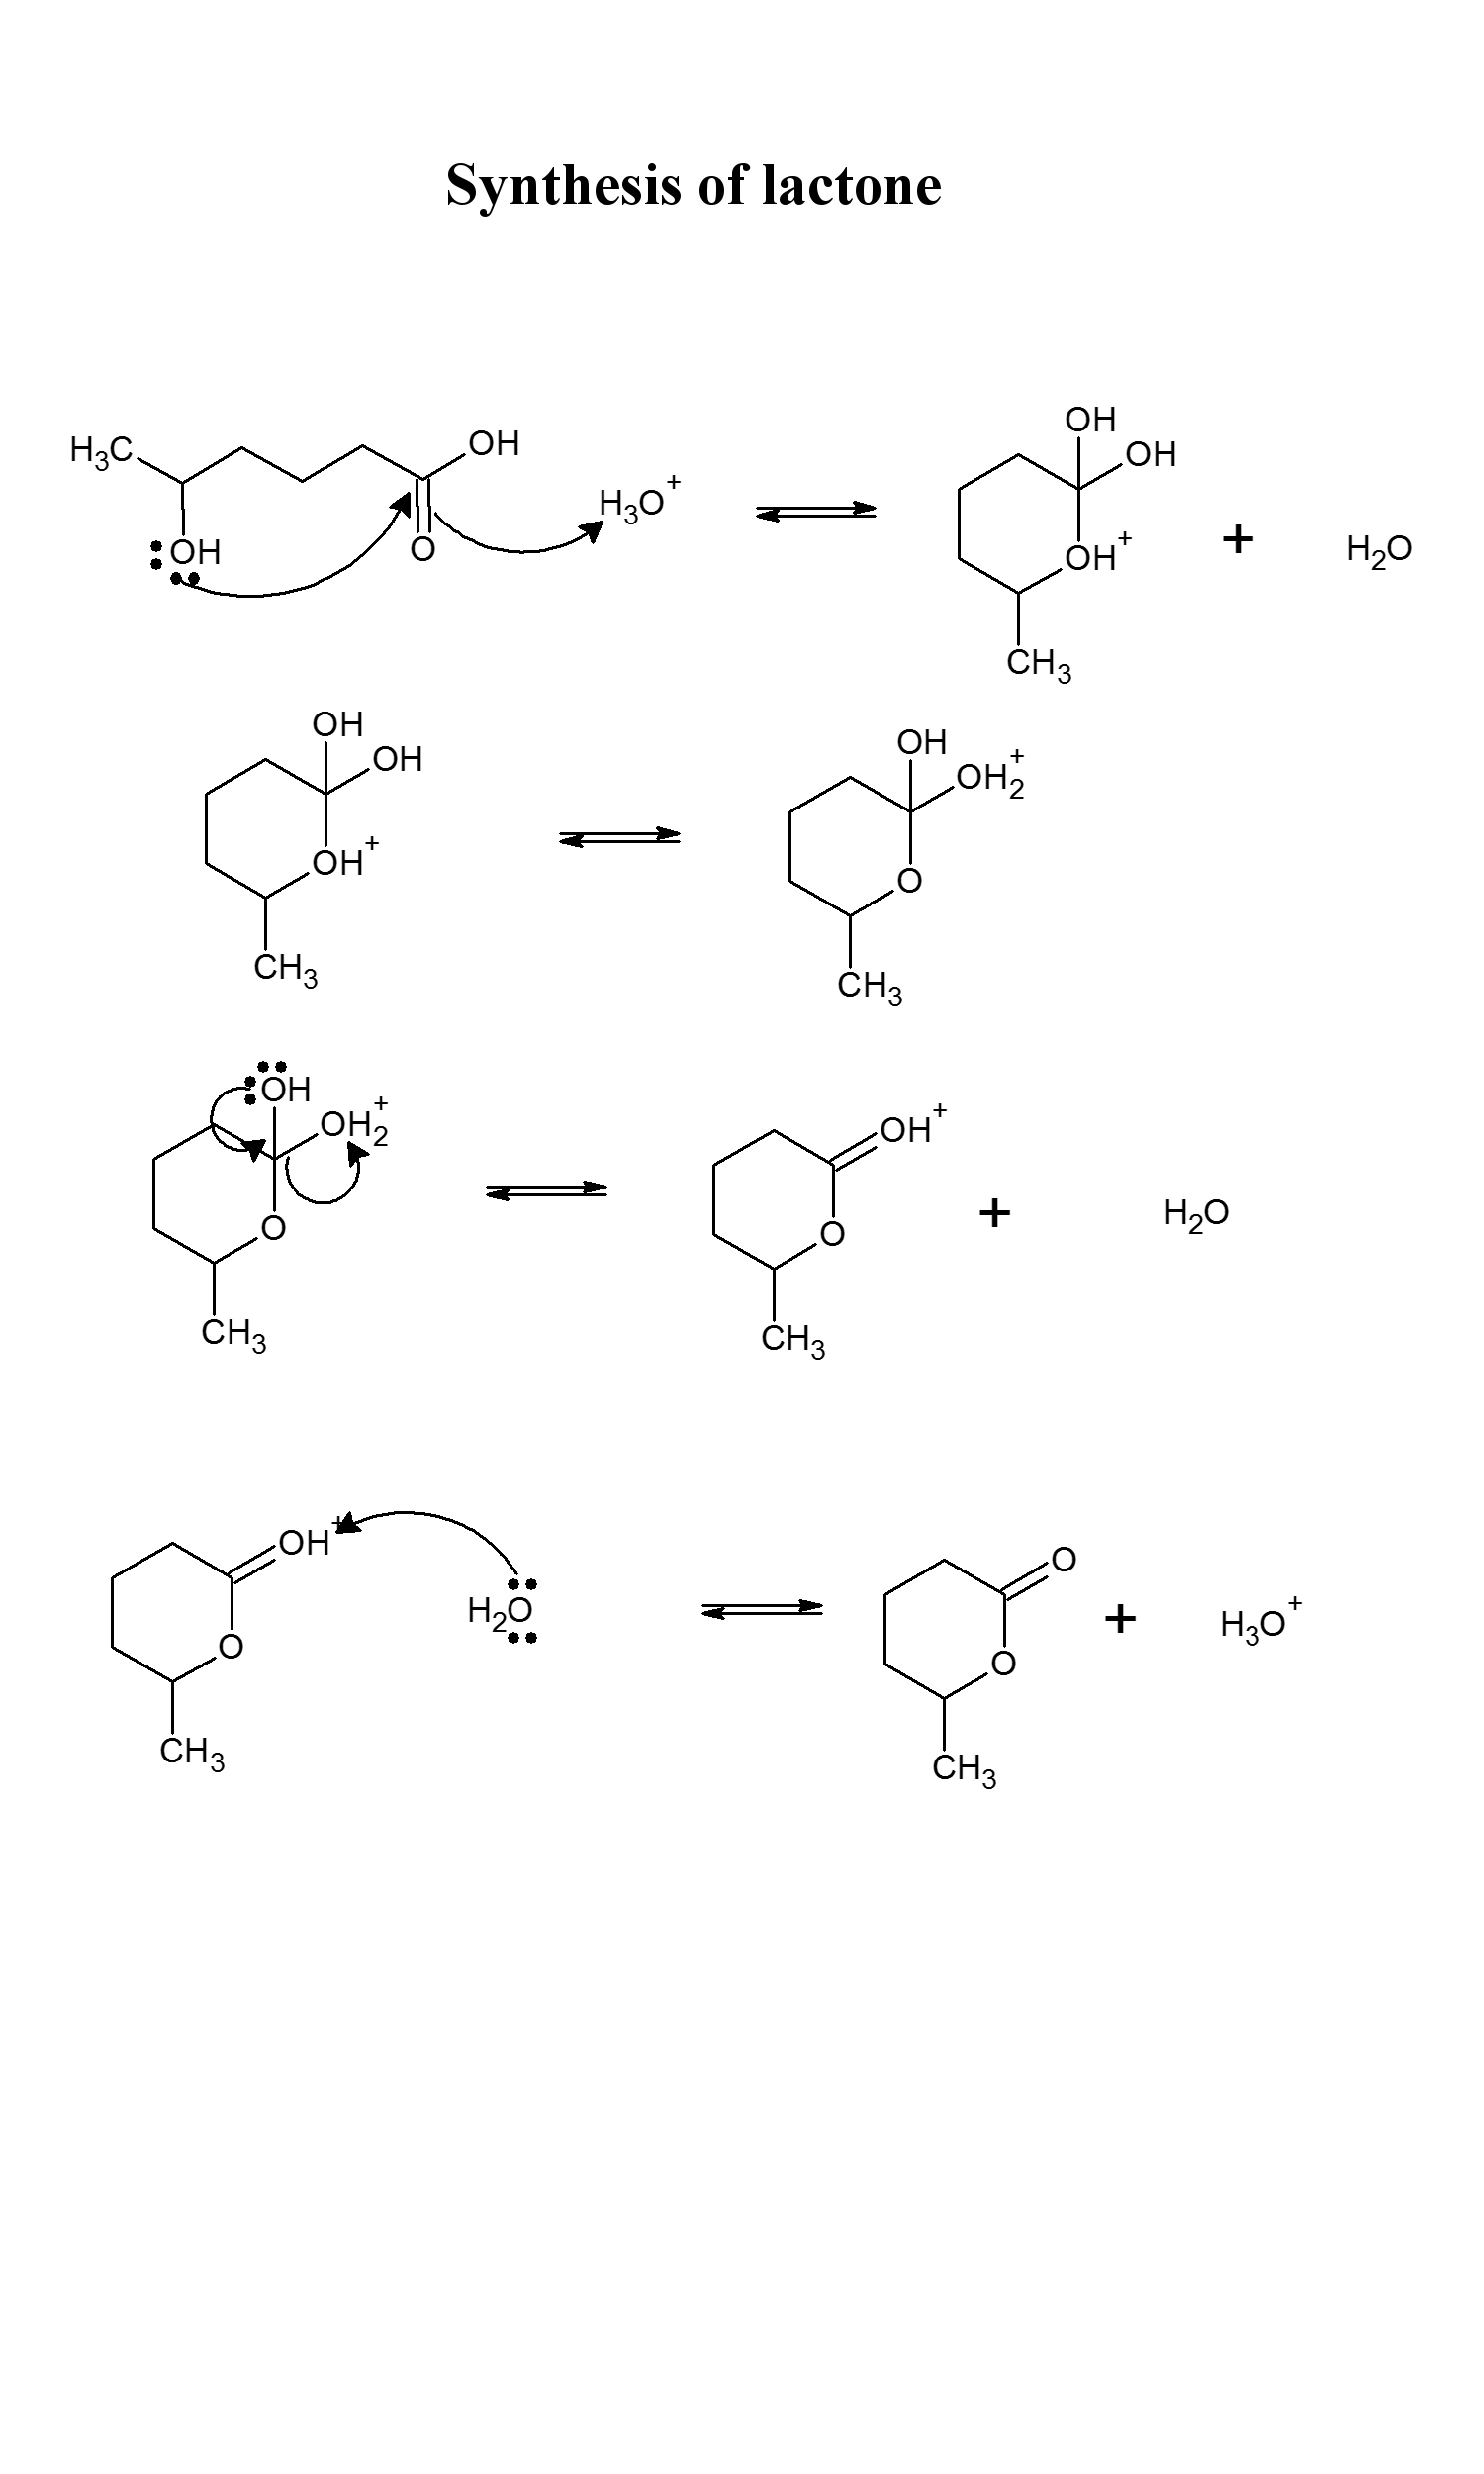 Synthesis of lactone
H3C OH OH O H3O+ OH OH OH+ CH3 + H2O
OH OH OH+ CH3 OH OH2+ O CH3
OH OH2+ O CH3 OH+ O CH3 + H2O
OH+ O CH3 H2O O O CH3 + H3O+